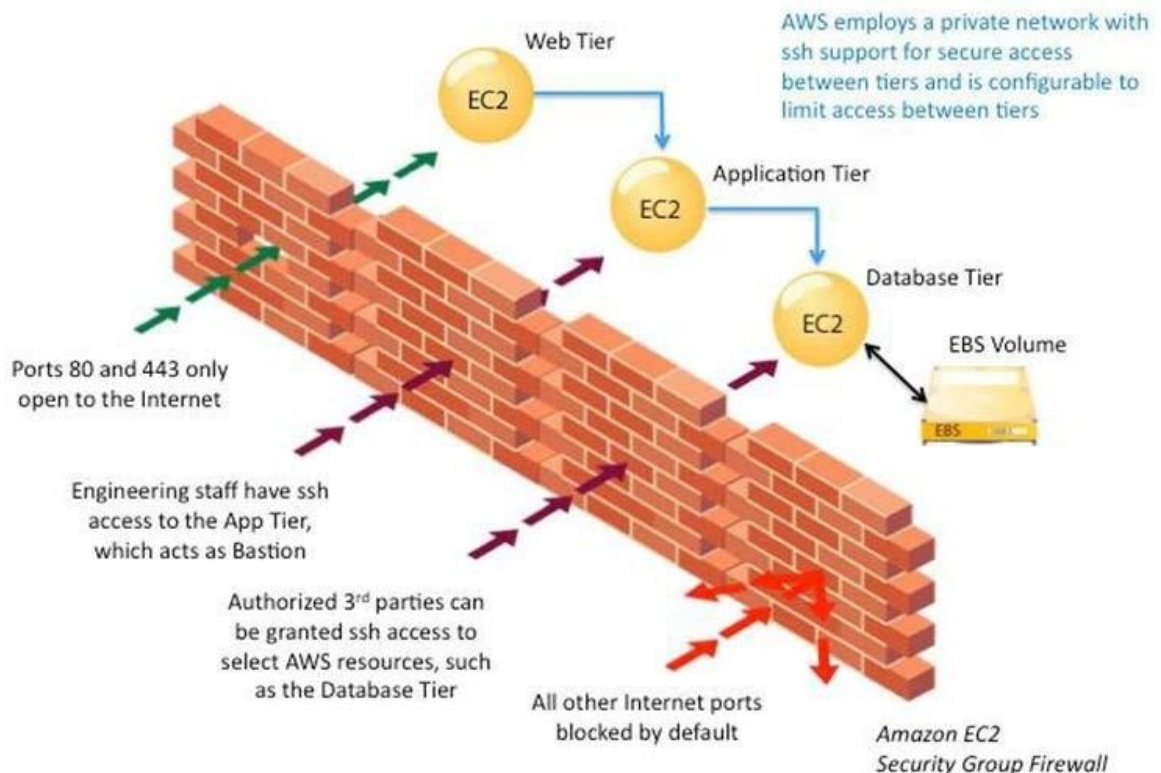 Web Tier
AWS employs a private network with
ssh support for secure access
between tiers and is configurable to
limit access between tiers
EC2
Application Tier
EC2
Database Tier
EC2
EBS Volume
EBS
Ports 80 and 443 only
open to the Internet
Engineering staff have ssh
access to the App Tier,
which acts as Bastion
Authorized 3rd parties can
be granted ssh access to
select AWS resources, such
as the Database Tier
All other Internet ports
blocked by default
Amazon EC2
Security Group Firewall